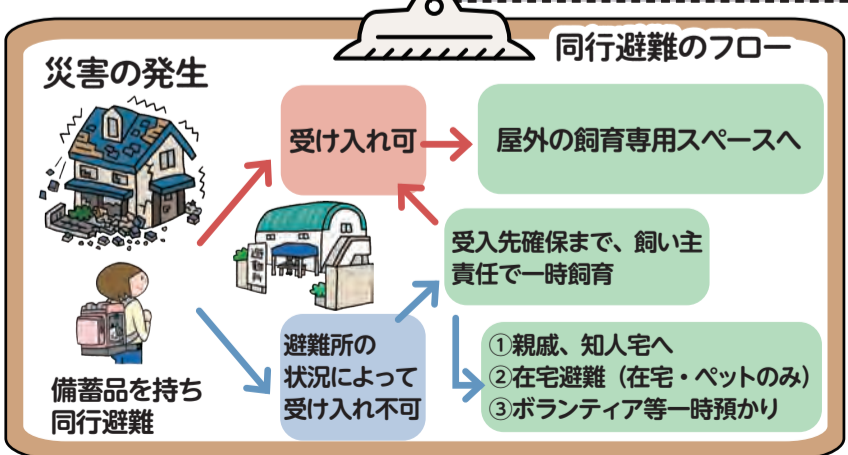 同行避難のフロー
災害の発生
受け入れ可
屋外の飼育専用スペースへ
避難所
受入先確保まで、飼い主
責任で一時飼育
備蓄品を持ち
同行避難
避難所の
状況によって
受け入れ不可
①親戚、知人宅へ
②在宅避難（在宅・ペットのみ）
③ボランティア等一時預かり